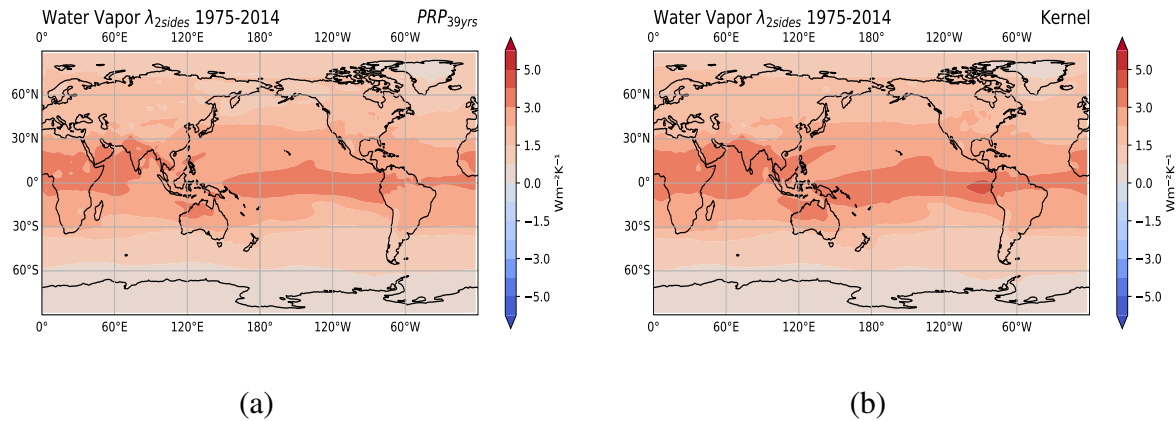 Water Vapor λ2sides 1975-2014 PRP39yrs
0° 60°E 120°E 180° 120°W 60°W
60°N
30°N
0°
30°S
60°S
0° 60°E 120°E 180° 120°W 60°W
5.0
3.0
1.5
0.0
−1.5
−3.0
−5.0
Wm⁻²K⁻¹
(a)
Water Vapor λ2sides 1975-2014 Kernel
0° 60°E 120°E 180° 120°W 60°W
60°N
30°N
0°
30°S
60°S
0° 60°E 120°E 180° 120°W 60°W
5.0
3.0
1.5
0.0
−1.5
−3.0
−5.0
Wm⁻²K⁻¹
(b)